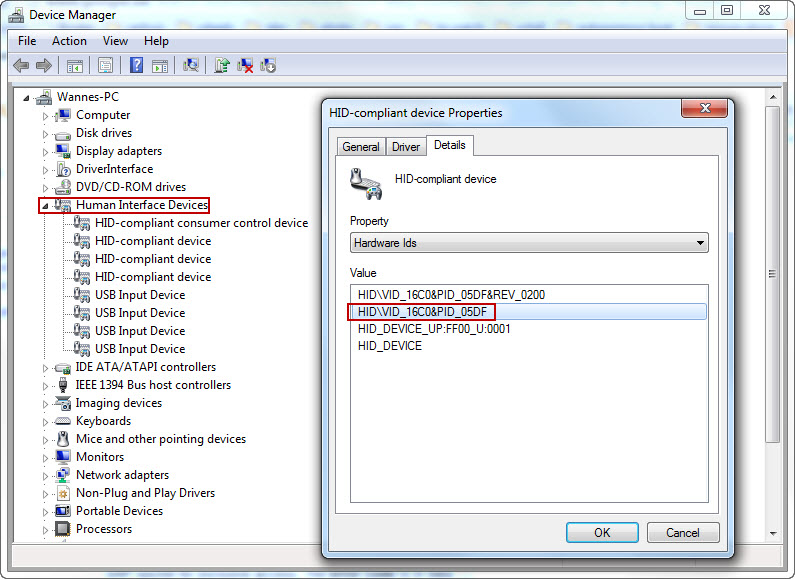 Device Manager
File Action View Help
Wannes-PC
Computer
Disk drives
Display adapters
DriverInterface
DVD/CD-ROM drives
Human Interface Devices
HID-compliant consumer control device
HID-compliant device
HID-compliant device
HID-compliant device
USB Input Device
USB Input Device
USB Input Device
USB Input Device
IDE ATA/ATAPI controllers
IEEE 1394 Bus host controllers
Imaging devices
Keyboards
Mice and other pointing devices
Monitors
Network adapters
Non-Plug and Play Drivers
Portable Devices
Processors
HID-compliant device Properties
General Driver Details
HID-compliant device
Property
Hardware Ids
Value
HID\VID_16C0&PID_05DF&REV_0200
HID\VID_16C0&PID_05DF
HID_DEVICE_UP:FF00_U:0001
HID_DEVICE
OK Cancel